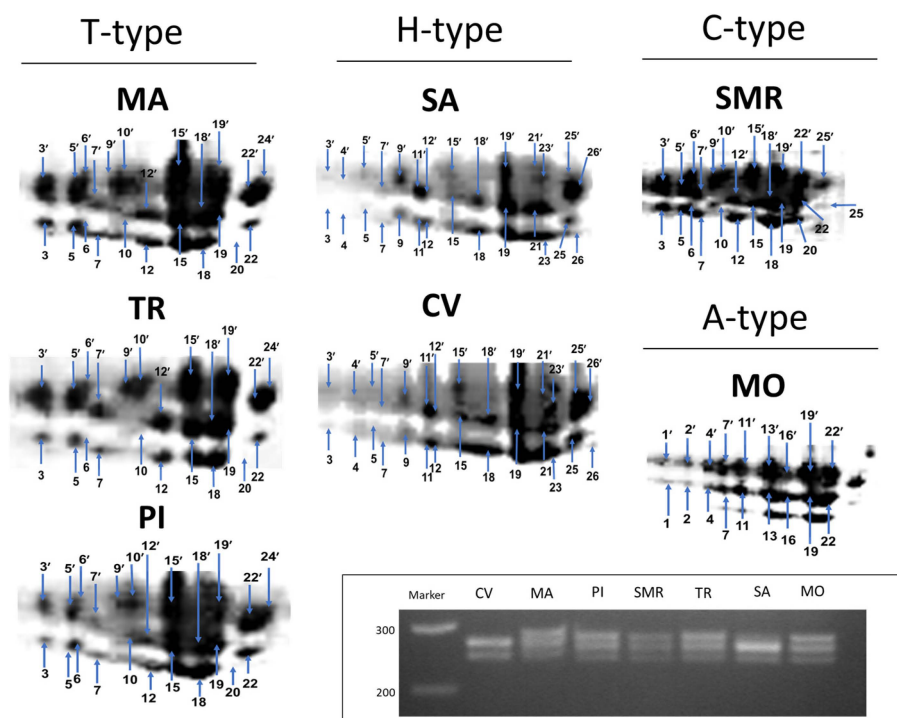 T-type
MA
3′ 5′ 6′ 7′ 9′ 10′ 12′ 15′ 18′ 19′ 22′ 24′
3 5 6 7 10 12 15 18 19 20 22
TR
3′ 5′ 6′ 7′ 9′ 10′ 12′ 15′ 18′ 19′ 22′ 24′
3 5 6 7 10 12 15 18 19 20 22
PI
3′ 5′ 6′ 7′ 9′ 10′ 12′ 15′ 18′ 19′ 22′ 24′
3 5 6 7 10 12 15 18 19 20 22
H-type
SA
3′ 4′ 5′ 7′ 9′ 11′ 12′ 15′ 18′ 19′ 21′ 23′ 25′ 26′
3 4 5 7 9 11 12 15 18 19 21 23 25 26
CV
3′ 4′ 5′ 7′ 9′ 11′ 12′ 15′ 18′ 19′ 21′ 23′ 25′ 26′
3 4 5 7 9 11 12 15 18 19 21 23 25 26
C-type
SMR
3′ 5′ 6′ 7′ 9′ 10′ 12′ 15′ 18′ 19′ 22′ 25′
3 5 6 7 10 12 15 18 19 20 22 25
A-type
MO
1′ 2′ 4′ 7′ 11′ 13′ 16′ 19′ 22′
1 2 4 7 11 13 16 19 22
Marker CV MA PI SMR TR SA MO
300
200